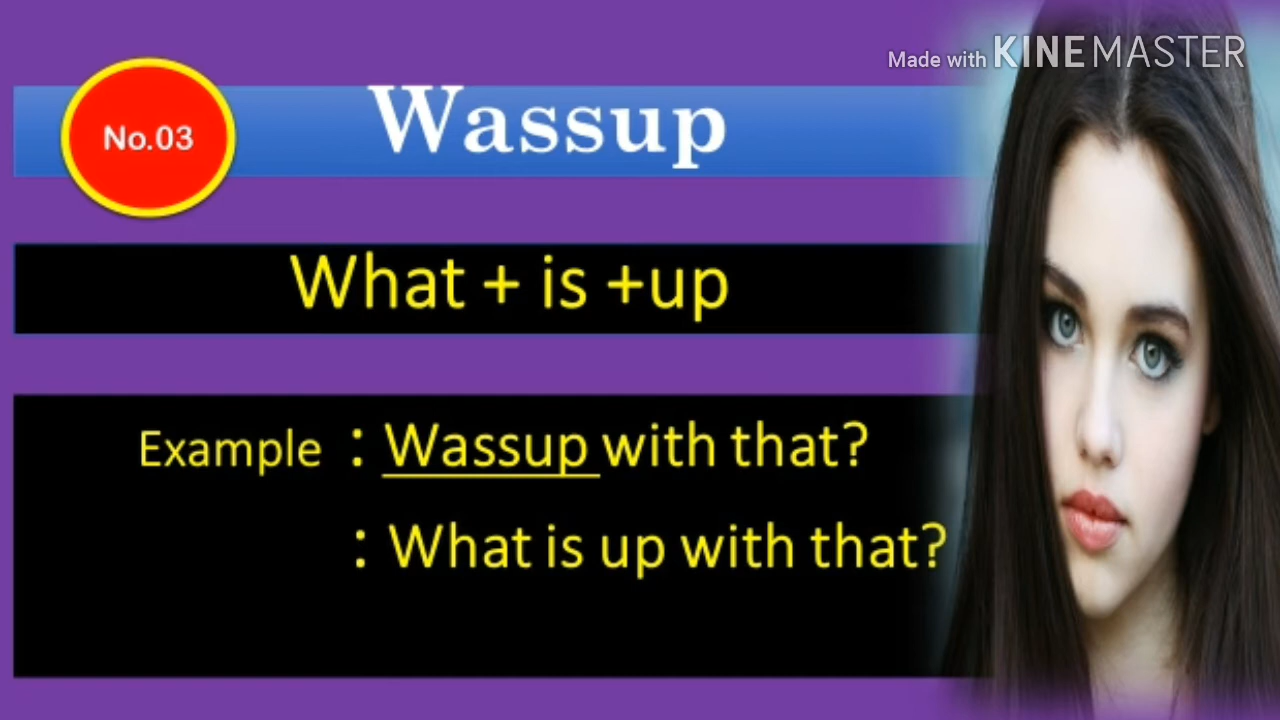 Made with KINEMASTER
No.03
Wassup
What + is +up
Example : Wassup with that?
: What is up with that?